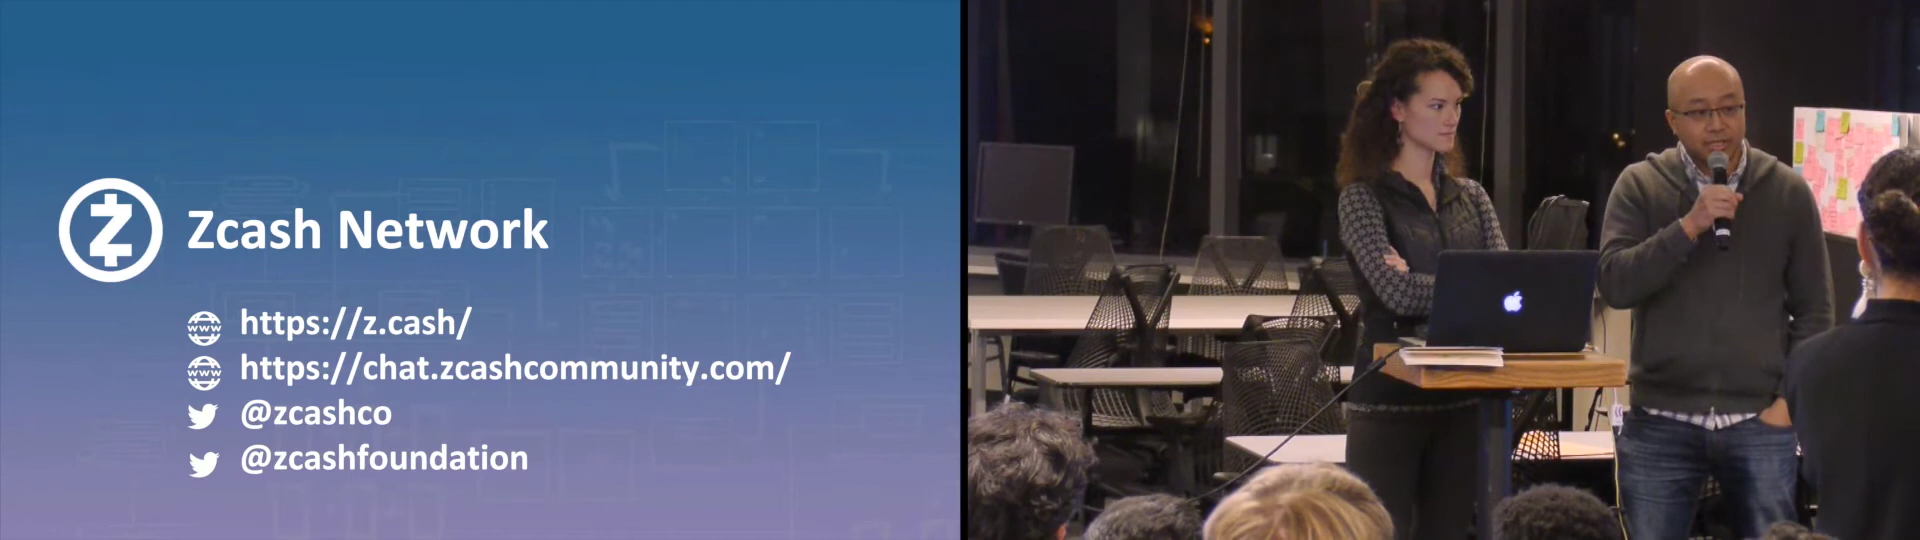 Zcash Network
https://z.cash/
https://chat.zcashcommunity.com/
@zcashco
@zcashfoundation